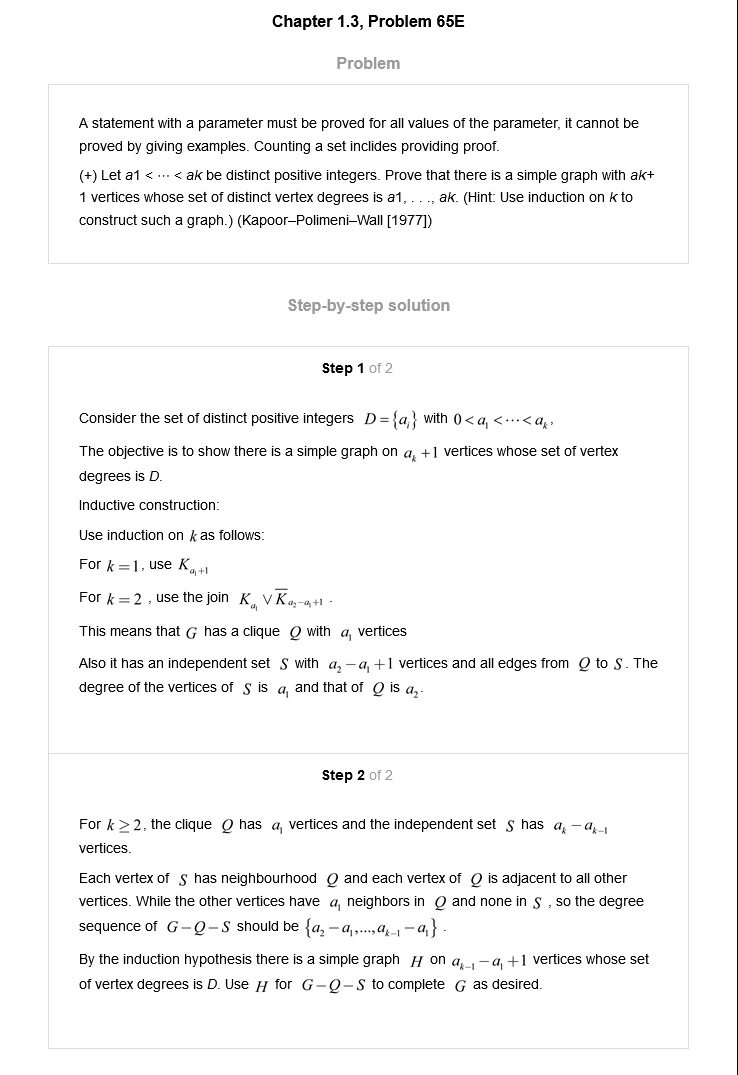 Chapter 1.3, Problem 65E
Problem
A statement with a parameter must be proved for all values of the parameter, it cannot be
proved by giving examples. Counting a set inclides providing proof.
(+) Let a1 < ··· < ak be distinct positive integers. Prove that there is a simple graph with ak+
1 vertices whose set of distinct vertex degrees is a1, . . ., ak. (Hint: Use induction on k to
construct such a graph.) (Kapoor–Polimeni–Wall [1977])
Step-by-step solution
Step 1 of 2
Consider the set of distinct positive integers D = {a_i} with 0 < a_1 < ··· < a_k,
The objective is to show there is a simple graph on a_k + 1 vertices whose set of vertex
degrees is D.
Inductive construction:
Use induction on k as follows:
For k = 1, use K_{a_1+1}
For k = 2 , use the join K_{a_1} ∨ K̅_{a_2−a_1+1} .
This means that G has a clique Q with a_1 vertices
Also it has an independent set S with a_2 − a_1 + 1 vertices and all edges from Q to S. The
degree of the vertices of S is a_1 and that of Q is a_2.
Step 2 of 2
For k ≥ 2, the clique Q has a_1 vertices and the independent set S has a_k − a_{k−1}
vertices.
Each vertex of S has neighbourhood Q and each vertex of Q is adjacent to all other
vertices. While the other vertices have a_1 neighbors in Q and none in S , so the degree
sequence of G − Q − S should be {a_2 − a_1,..., a_{k−1} − a_1} .
By the induction hypothesis there is a simple graph H on a_{k−1} − a_1 + 1 vertices whose set
of vertex degrees is D. Use H for G − Q − S to complete G as desired.